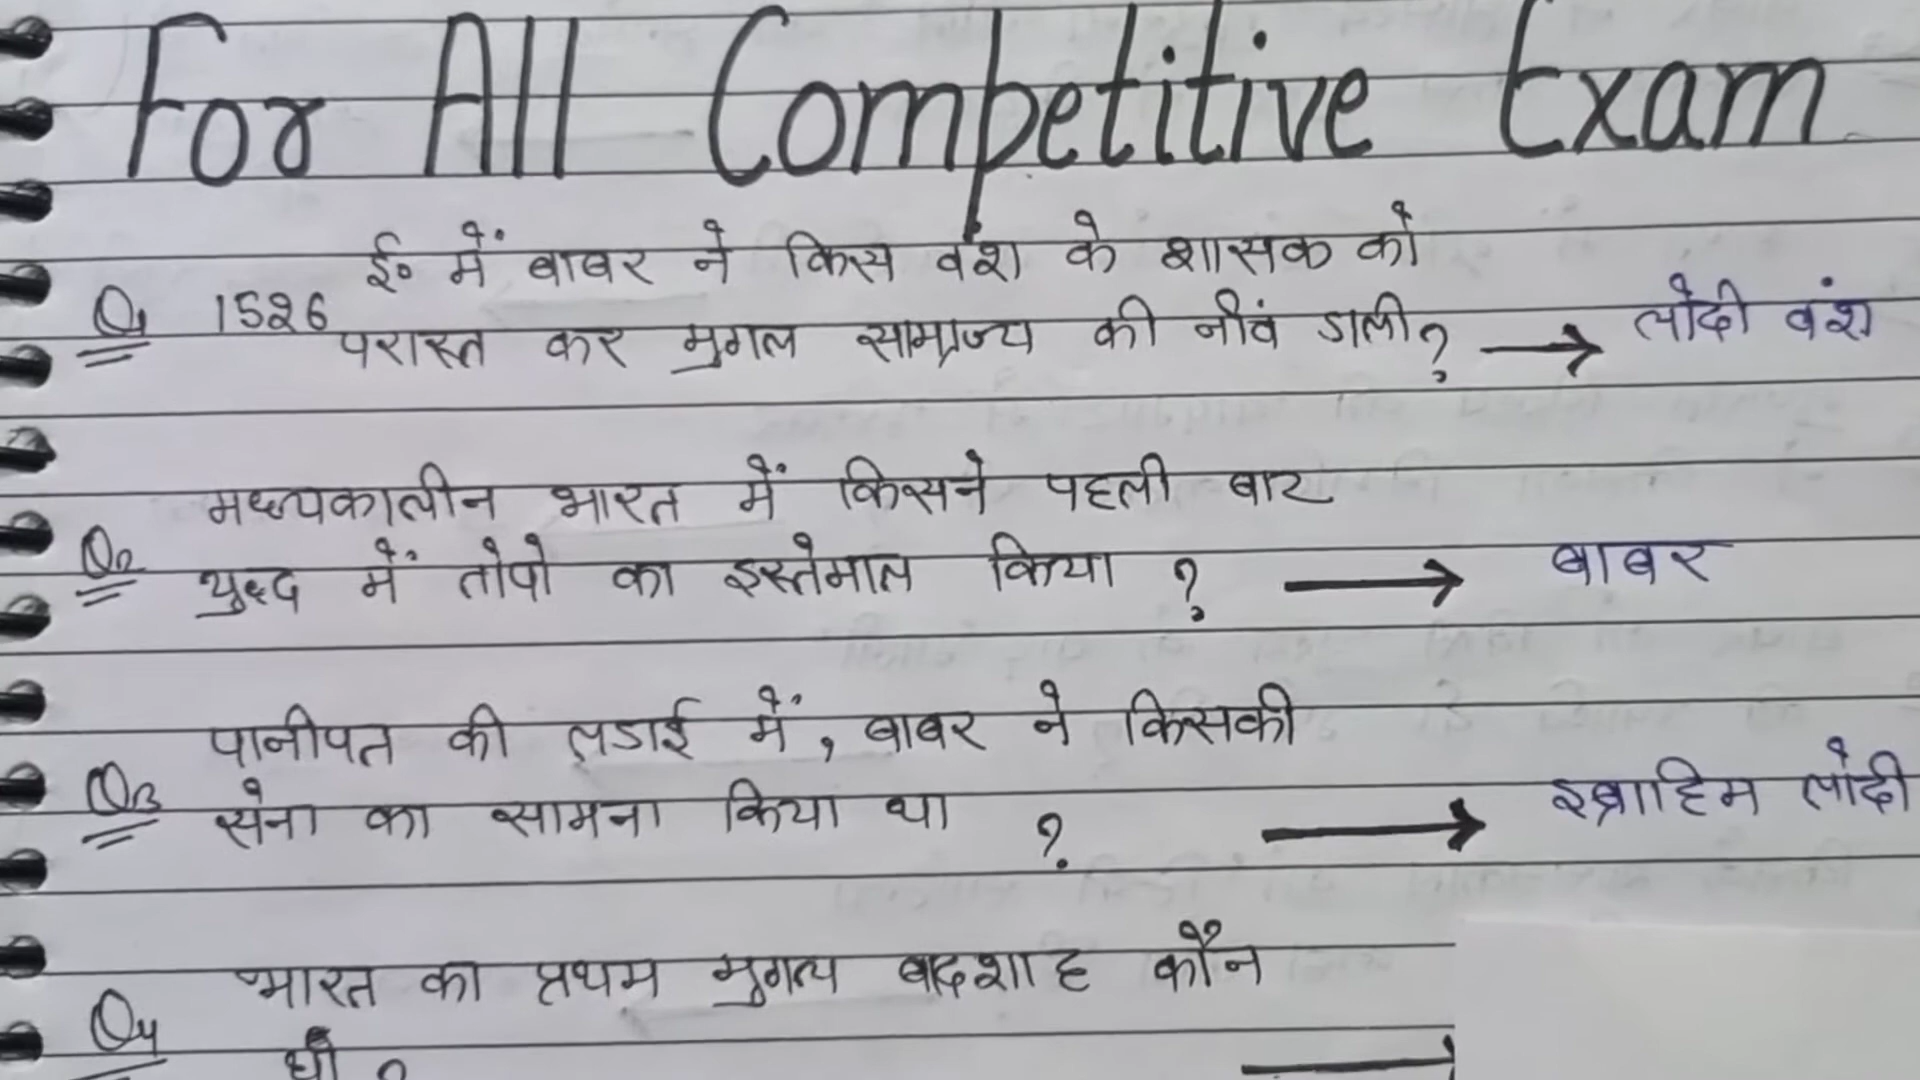 For All Competitive Exam
ई० में बाबर ने किस वंश के शासक को
Q1 1526 परास्त कर मुगल साम्राज्य की नीवं डाली? → लोदी वंश
मध्यकालीन भारत में किसने पहली बार
Q2 युद्ध में तोपो का इस्तेमाल किया ? → बाबर
पानीपत की लडाई में, बाबर ने किसकी
Q3 सेना का सामना किया था ? → इब्राहिम लोदी
भारत का प्रथम मुगल बादशाह कौन
Q4